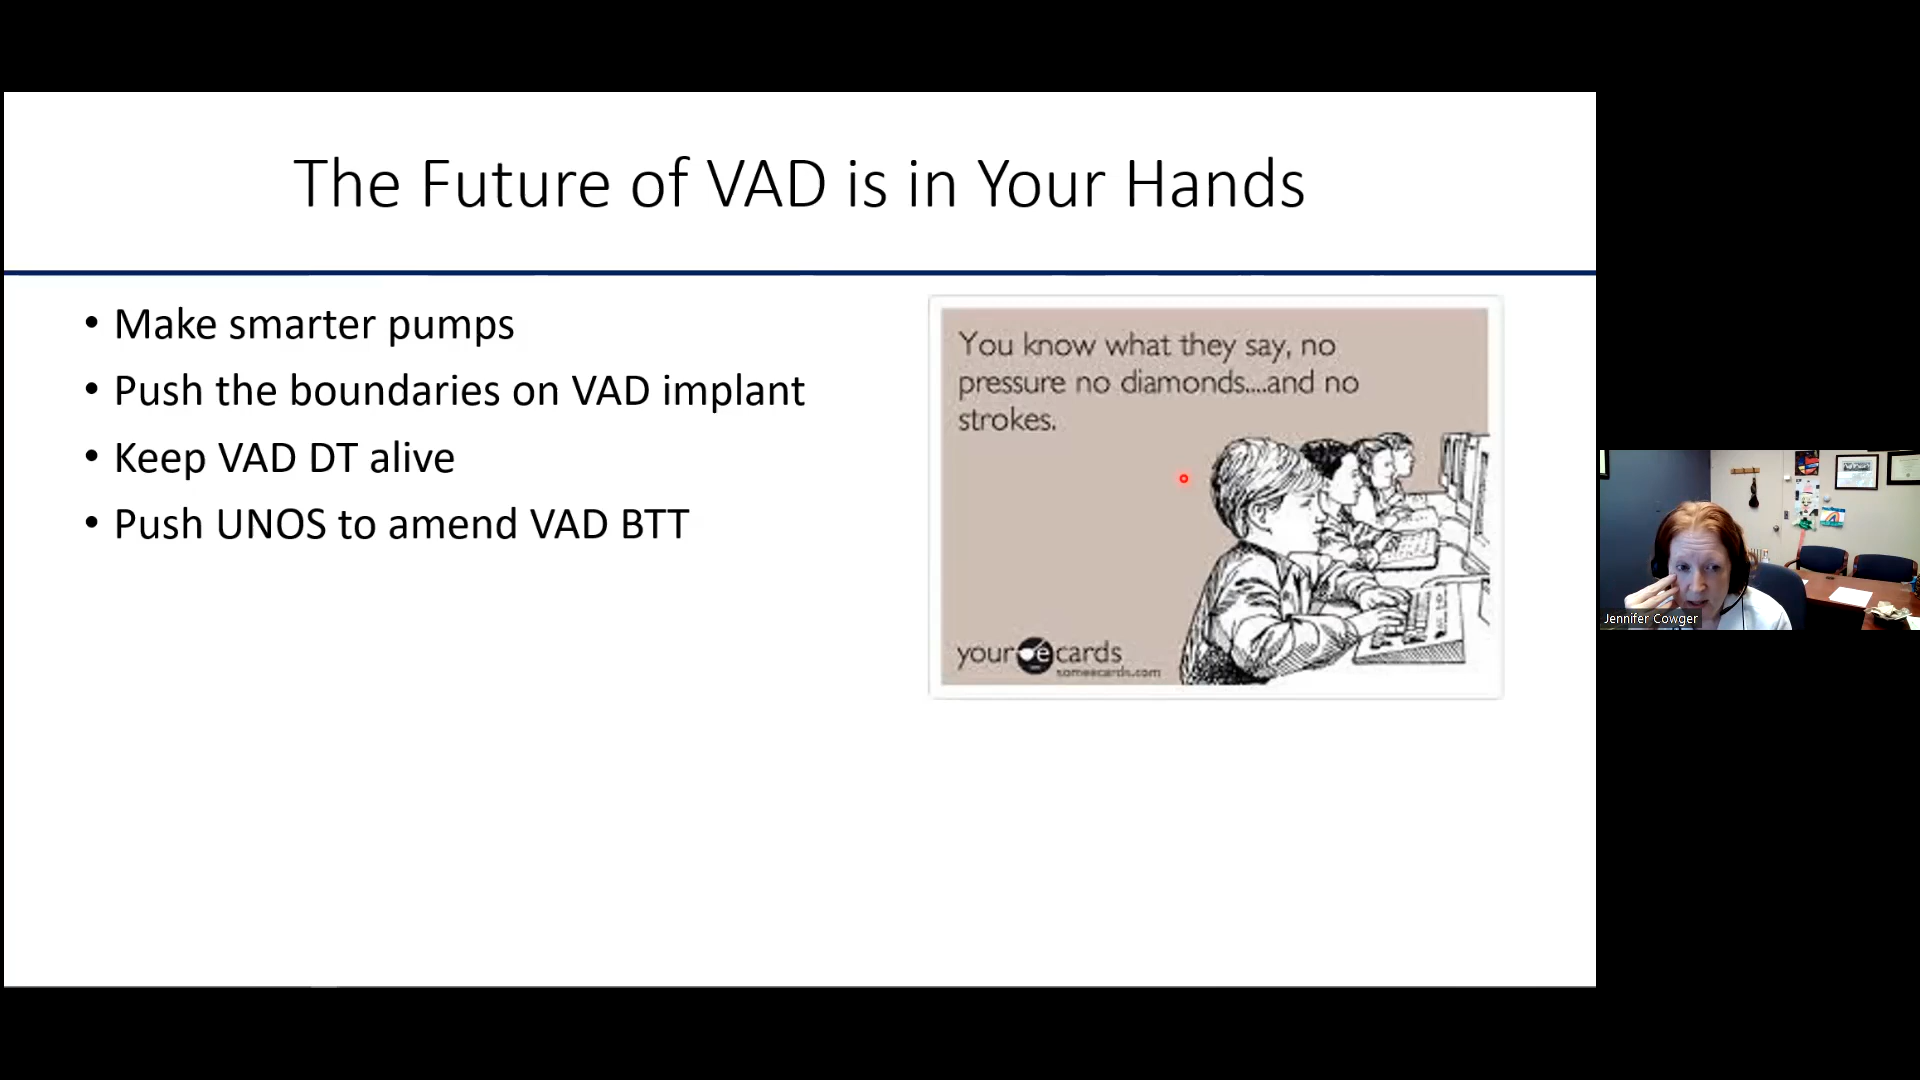 The Future of VAD is in Your Hands
• Make smarter pumps
• Push the boundaries on VAD implant
• Keep VAD DT alive
• Push UNOS to amend VAD BTT
You know what they say, no
pressure no diamonds....and no
strokes.
your e cards
someecards.com
Jennifer Cowger